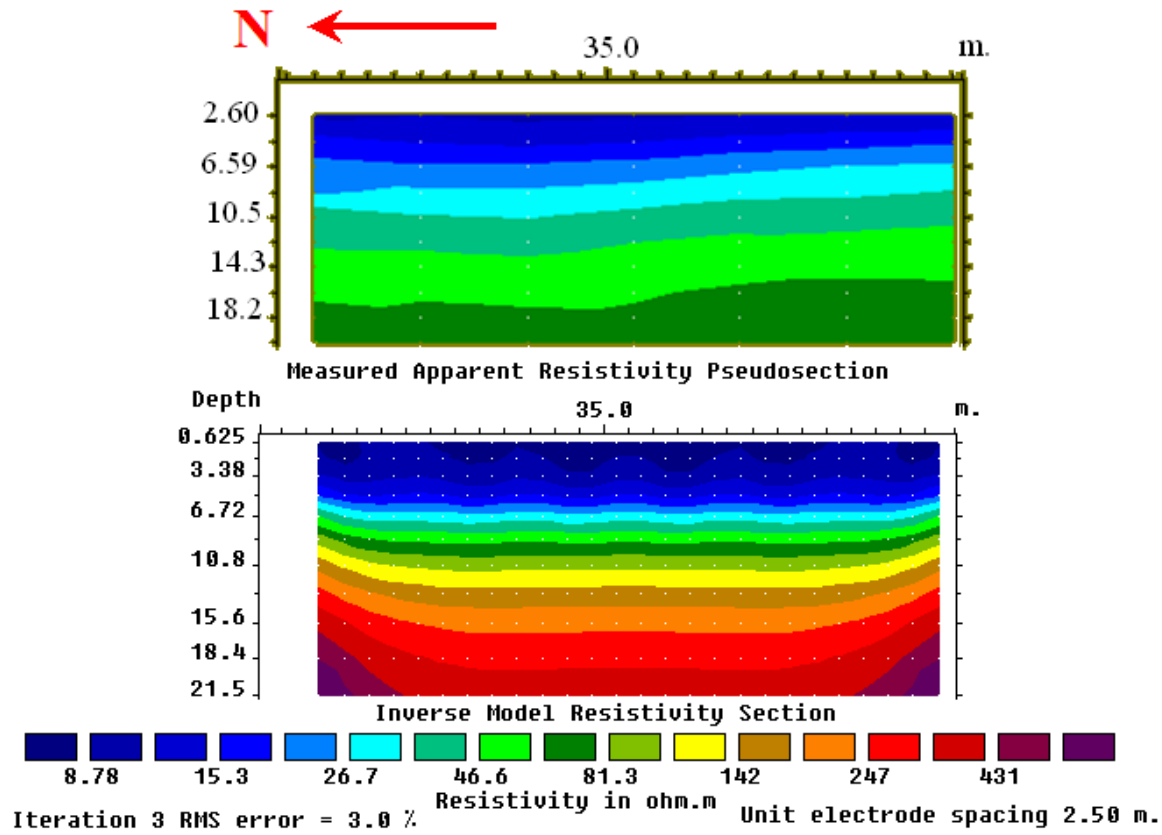 N
35.0 m.
2.60
6.59
10.5
14.3
18.2
Measured Apparent Resistivity Pseudosection
Depth 35.0 m.
0.625
3.38
6.72
10.8
15.6
18.4
21.5
Inverse Model Resistivity Section
8.78 15.3 26.7 46.6 81.3 142 247 431
Resistivity in ohm.m
Iteration 3 RMS error = 3.0 % Unit electrode spacing 2.50 m.